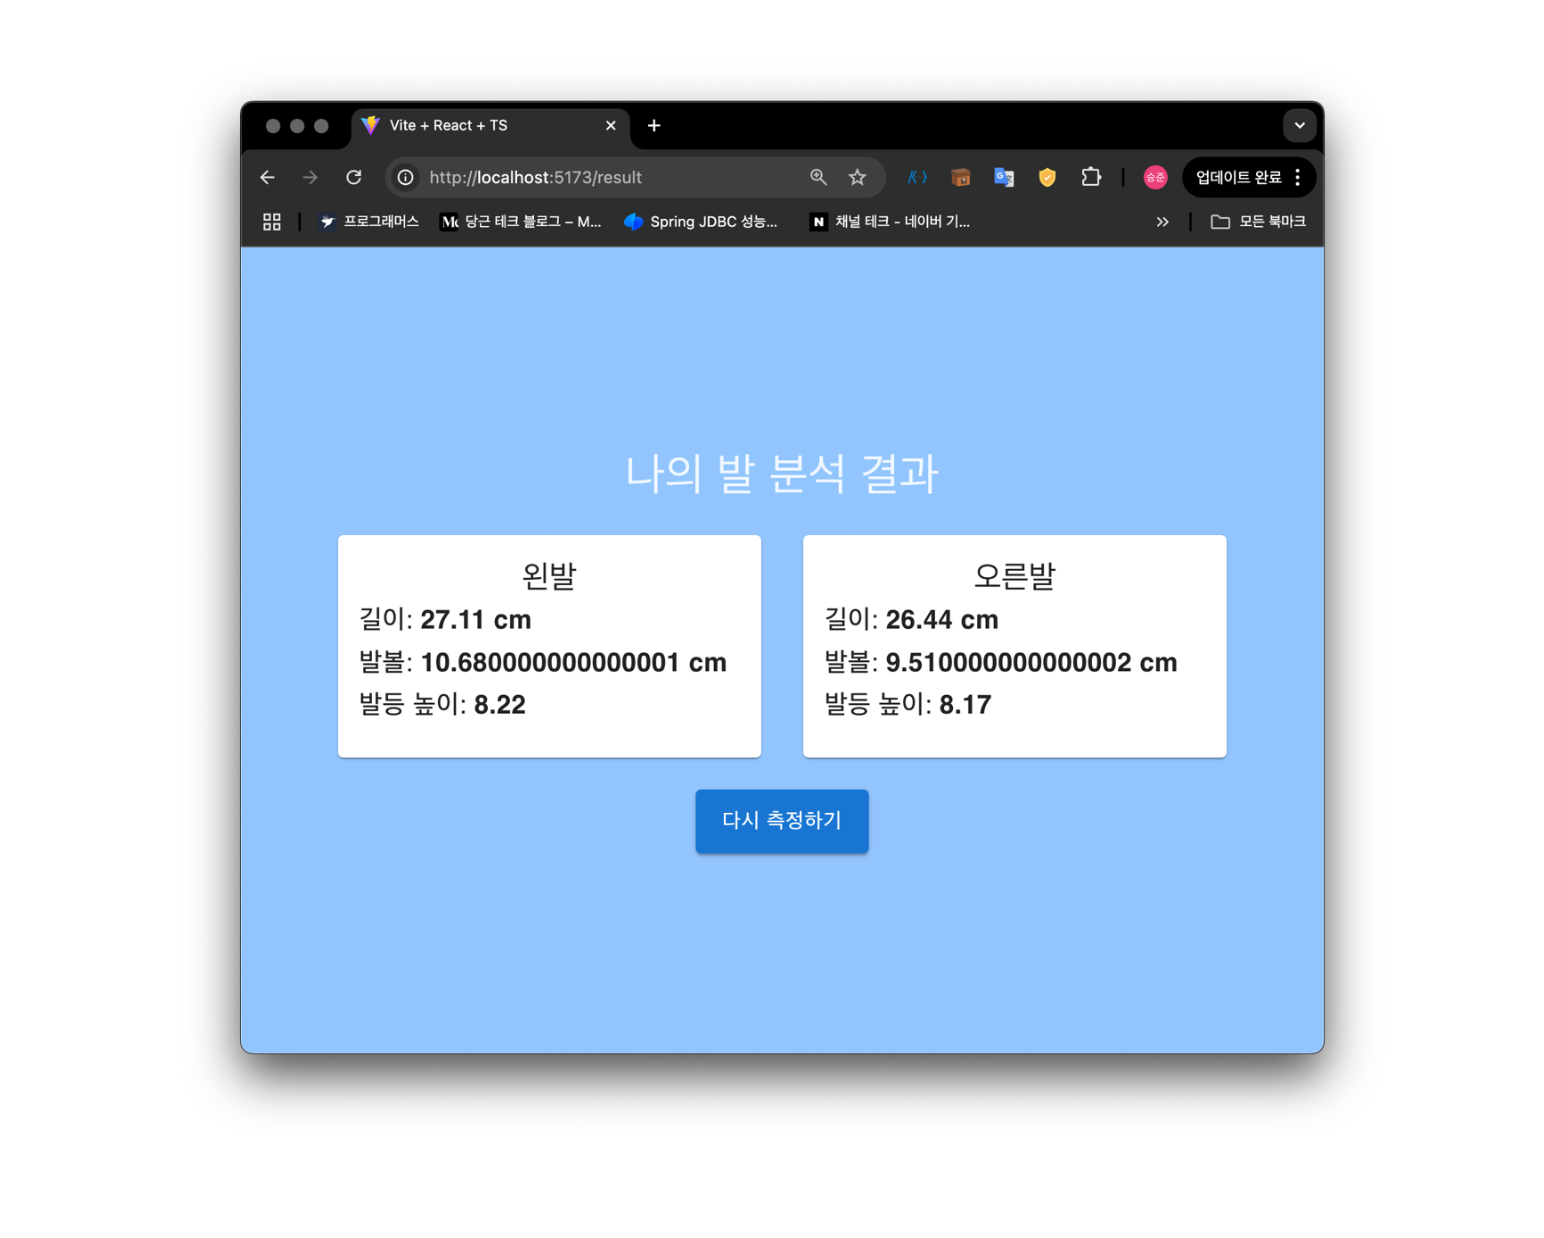 Vite + React + TS
http://localhost:5173/result
승준
업데이트 완료
프로그래머스
당근 테크 블로그 – M...
Spring JDBC 성능...
N
채널 테크 - 네이버 기...
모든 북마크
나의 발 분석 결과
왼발
길이: 27.11 cm
발볼: 10.680000000000001 cm
발등 높이: 8.22
오른발
길이: 26.44 cm
발볼: 9.510000000000002 cm
발등 높이: 8.17
다시 측정하기